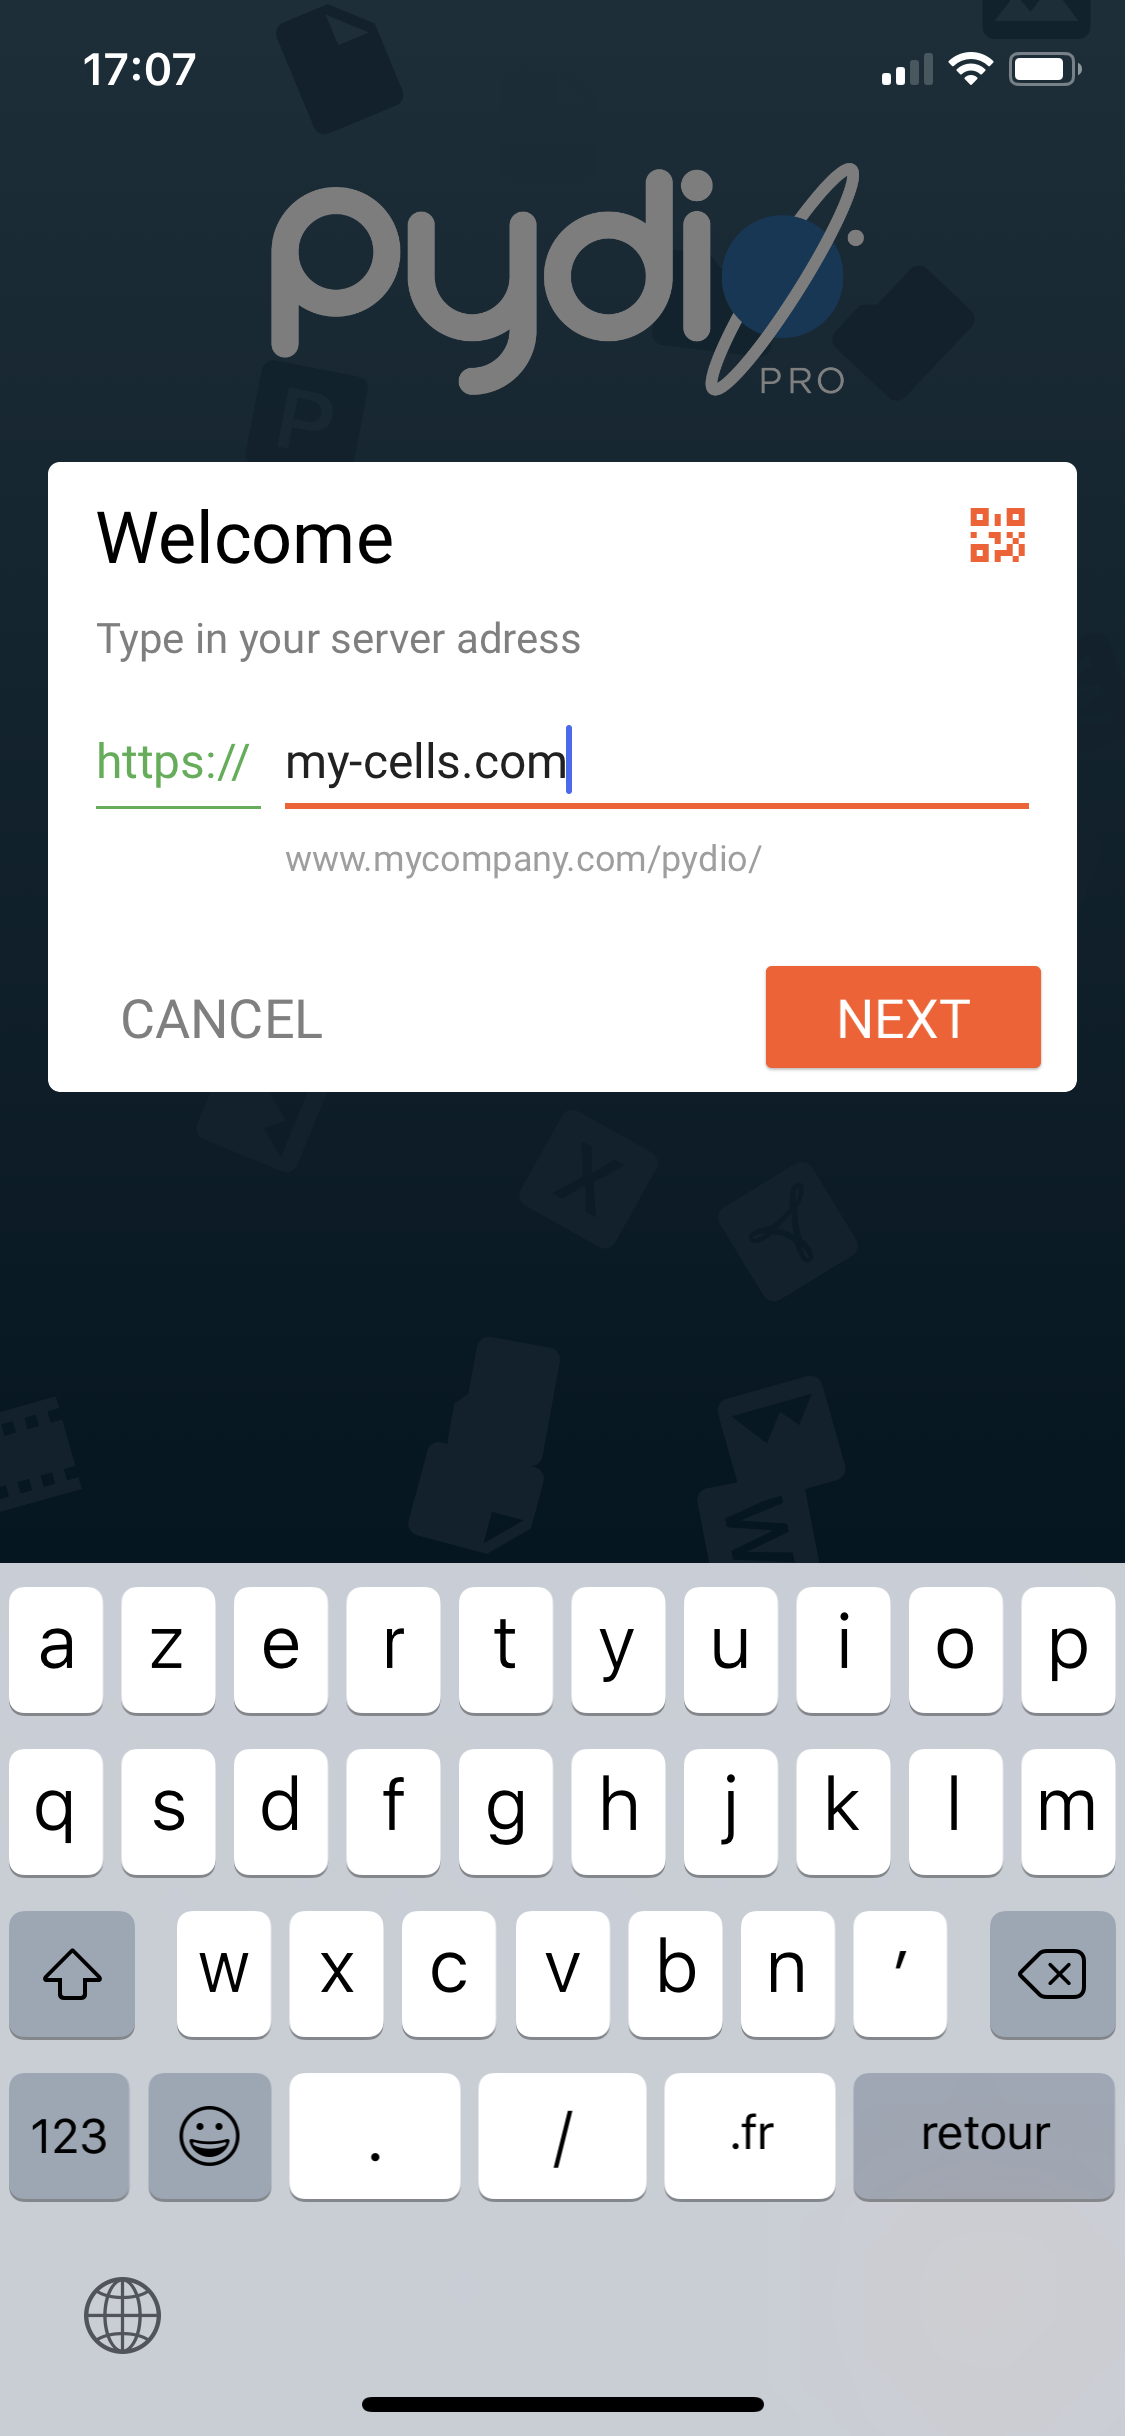 17:07
pydio
PRO
P
Welcome
Type in your server adress
https:// my-cells.com
www.mycompany.com/pydio/
CANCEL NEXT
X
W
a z e r t y u i o p
q s d f g h j k l m
w x c v b n ′
123 . / .fr retour